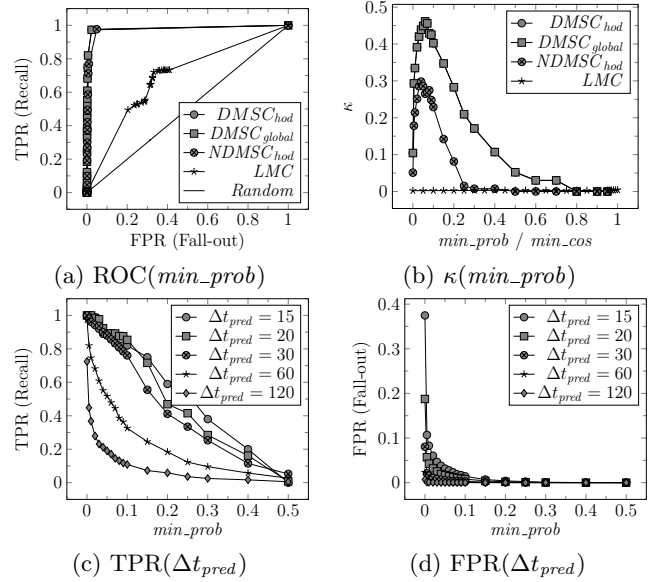 TPR (Recall)
1
0.8
0.6
0.4
0.2
0
0 0.2 0.4 0.6 0.8 1
FPR (Fall-out)
DMSC_hod
DMSC_global
NDMSC_hod
LMC
Random
(a) ROC(min_prob)
κ
0.45
0.3
0.15
0
0 0.2 0.4 0.6 0.8 1
min_prob / min_cos
DMSC_hod
DMSC_global
NDMSC_hod
LMC
(b) κ(min_prob)
TPR (Recall)
1
0.8
0.6
0.4
0.2
0
0 0.1 0.2 0.3 0.4 0.5
min_prob
Δt_pred = 15
Δt_pred = 20
Δt_pred = 30
Δt_pred = 60
Δt_pred = 120
(c) TPR(Δt_pred)
FPR (Fall-out)
0.4
0.3
0.2
0.1
0
0 0.1 0.2 0.3 0.4 0.5
min_prob
Δt_pred = 15
Δt_pred = 20
Δt_pred = 30
Δt_pred = 60
Δt_pred = 120
(d) FPR(Δt_pred)